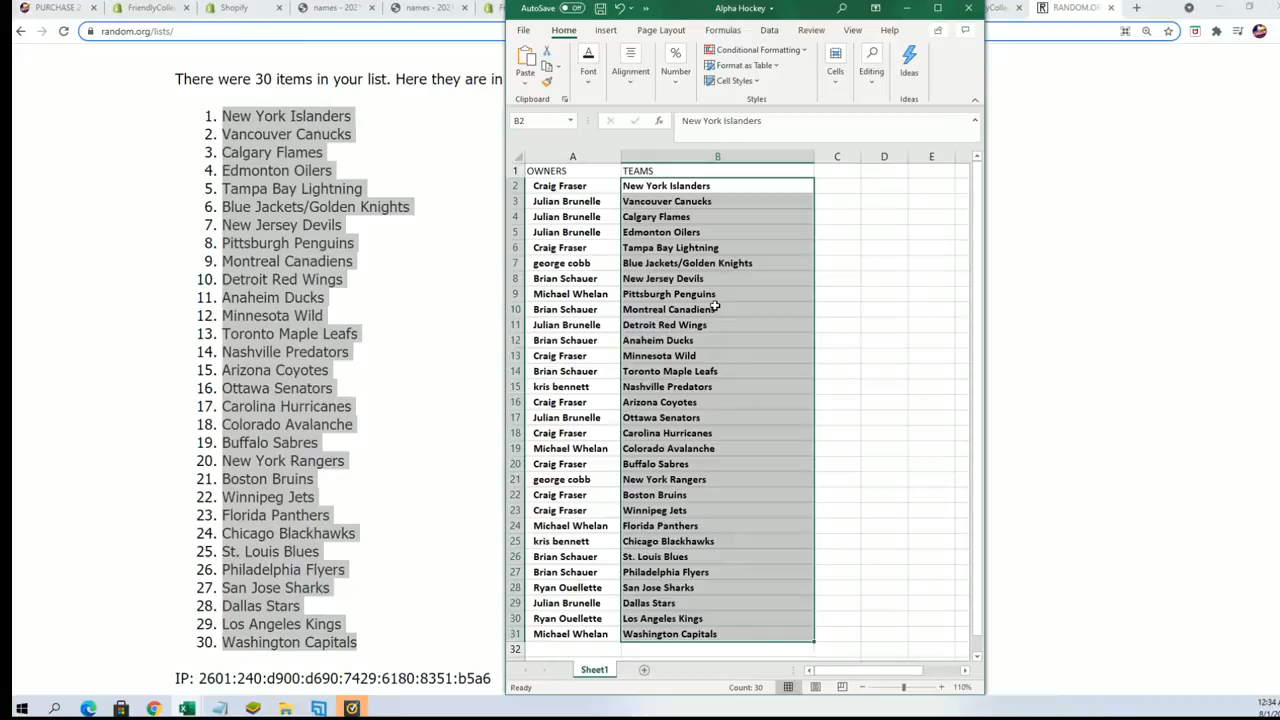 PURCHASE 2
FriendlyColle
Shopify
names - 202
names - 2021
RANDOM.OR
random.org/lists/
There were 30 items in your list. Here they are in
1. New York Islanders
2. Vancouver Canucks
3. Calgary Flames
4. Edmonton Oilers
5. Tampa Bay Lightning
6. Blue Jackets/Golden Knights
7. New Jersey Devils
8. Pittsburgh Penguins
9. Montreal Canadiens
10. Detroit Red Wings
11. Anaheim Ducks
12. Minnesota Wild
13. Toronto Maple Leafs
14. Nashville Predators
15. Arizona Coyotes
16. Ottawa Senators
17. Carolina Hurricanes
18. Colorado Avalanche
19. Buffalo Sabres
20. New York Rangers
21. Boston Bruins
22. Winnipeg Jets
23. Florida Panthers
24. Chicago Blackhawks
25. St. Louis Blues
26. Philadelphia Flyers
27. San Jose Sharks
28. Dallas Stars
29. Los Angeles Kings
30. Washington Capitals
IP: 2601:240:d900:d690:7429:6180:8351:b5a6
AutoSave Off Alpha Hockey
File Home Insert Page Layout Formulas Data Review View Help
Paste Font Alignment Number Conditional Formatting Cells Editing Ideas
Format as Table
Cell Styles
Clipboard Styles Ideas
B2 fx New York Islanders
A B C D E
1 OWNERS TEAMS
2 Craig Fraser New York Islanders
3 Julian Brunelle Vancouver Canucks
4 Julian Brunelle Calgary Flames
5 Julian Brunelle Edmonton Oilers
6 Craig Fraser Tampa Bay Lightning
7 george cobb Blue Jackets/Golden Knights
8 Brian Schauer New Jersey Devils
9 Michael Whelan Pittsburgh Penguins
10 Brian Schauer Montreal Canadiens
11 Julian Brunelle Detroit Red Wings
12 Brian Schauer Anaheim Ducks
13 Craig Fraser Minnesota Wild
14 Brian Schauer Toronto Maple Leafs
15 kris bennett Nashville Predators
16 Craig Fraser Arizona Coyotes
17 Julian Brunelle Ottawa Senators
18 Craig Fraser Carolina Hurricanes
19 Michael Whelan Colorado Avalanche
20 Craig Fraser Buffalo Sabres
21 george cobb New York Rangers
22 Craig Fraser Boston Bruins
23 Craig Fraser Winnipeg Jets
24 Michael Whelan Florida Panthers
25 kris bennett Chicago Blackhawks
26 Brian Schauer St. Louis Blues
27 Brian Schauer Philadelphia Flyers
28 Ryan Ouellette San Jose Sharks
29 Julian Brunelle Dallas Stars
30 Ryan Ouellette Los Angeles Kings
31 Michael Whelan Washington Capitals
32
Sheet1
Ready Count: 30 110%
12:34
8/1/20